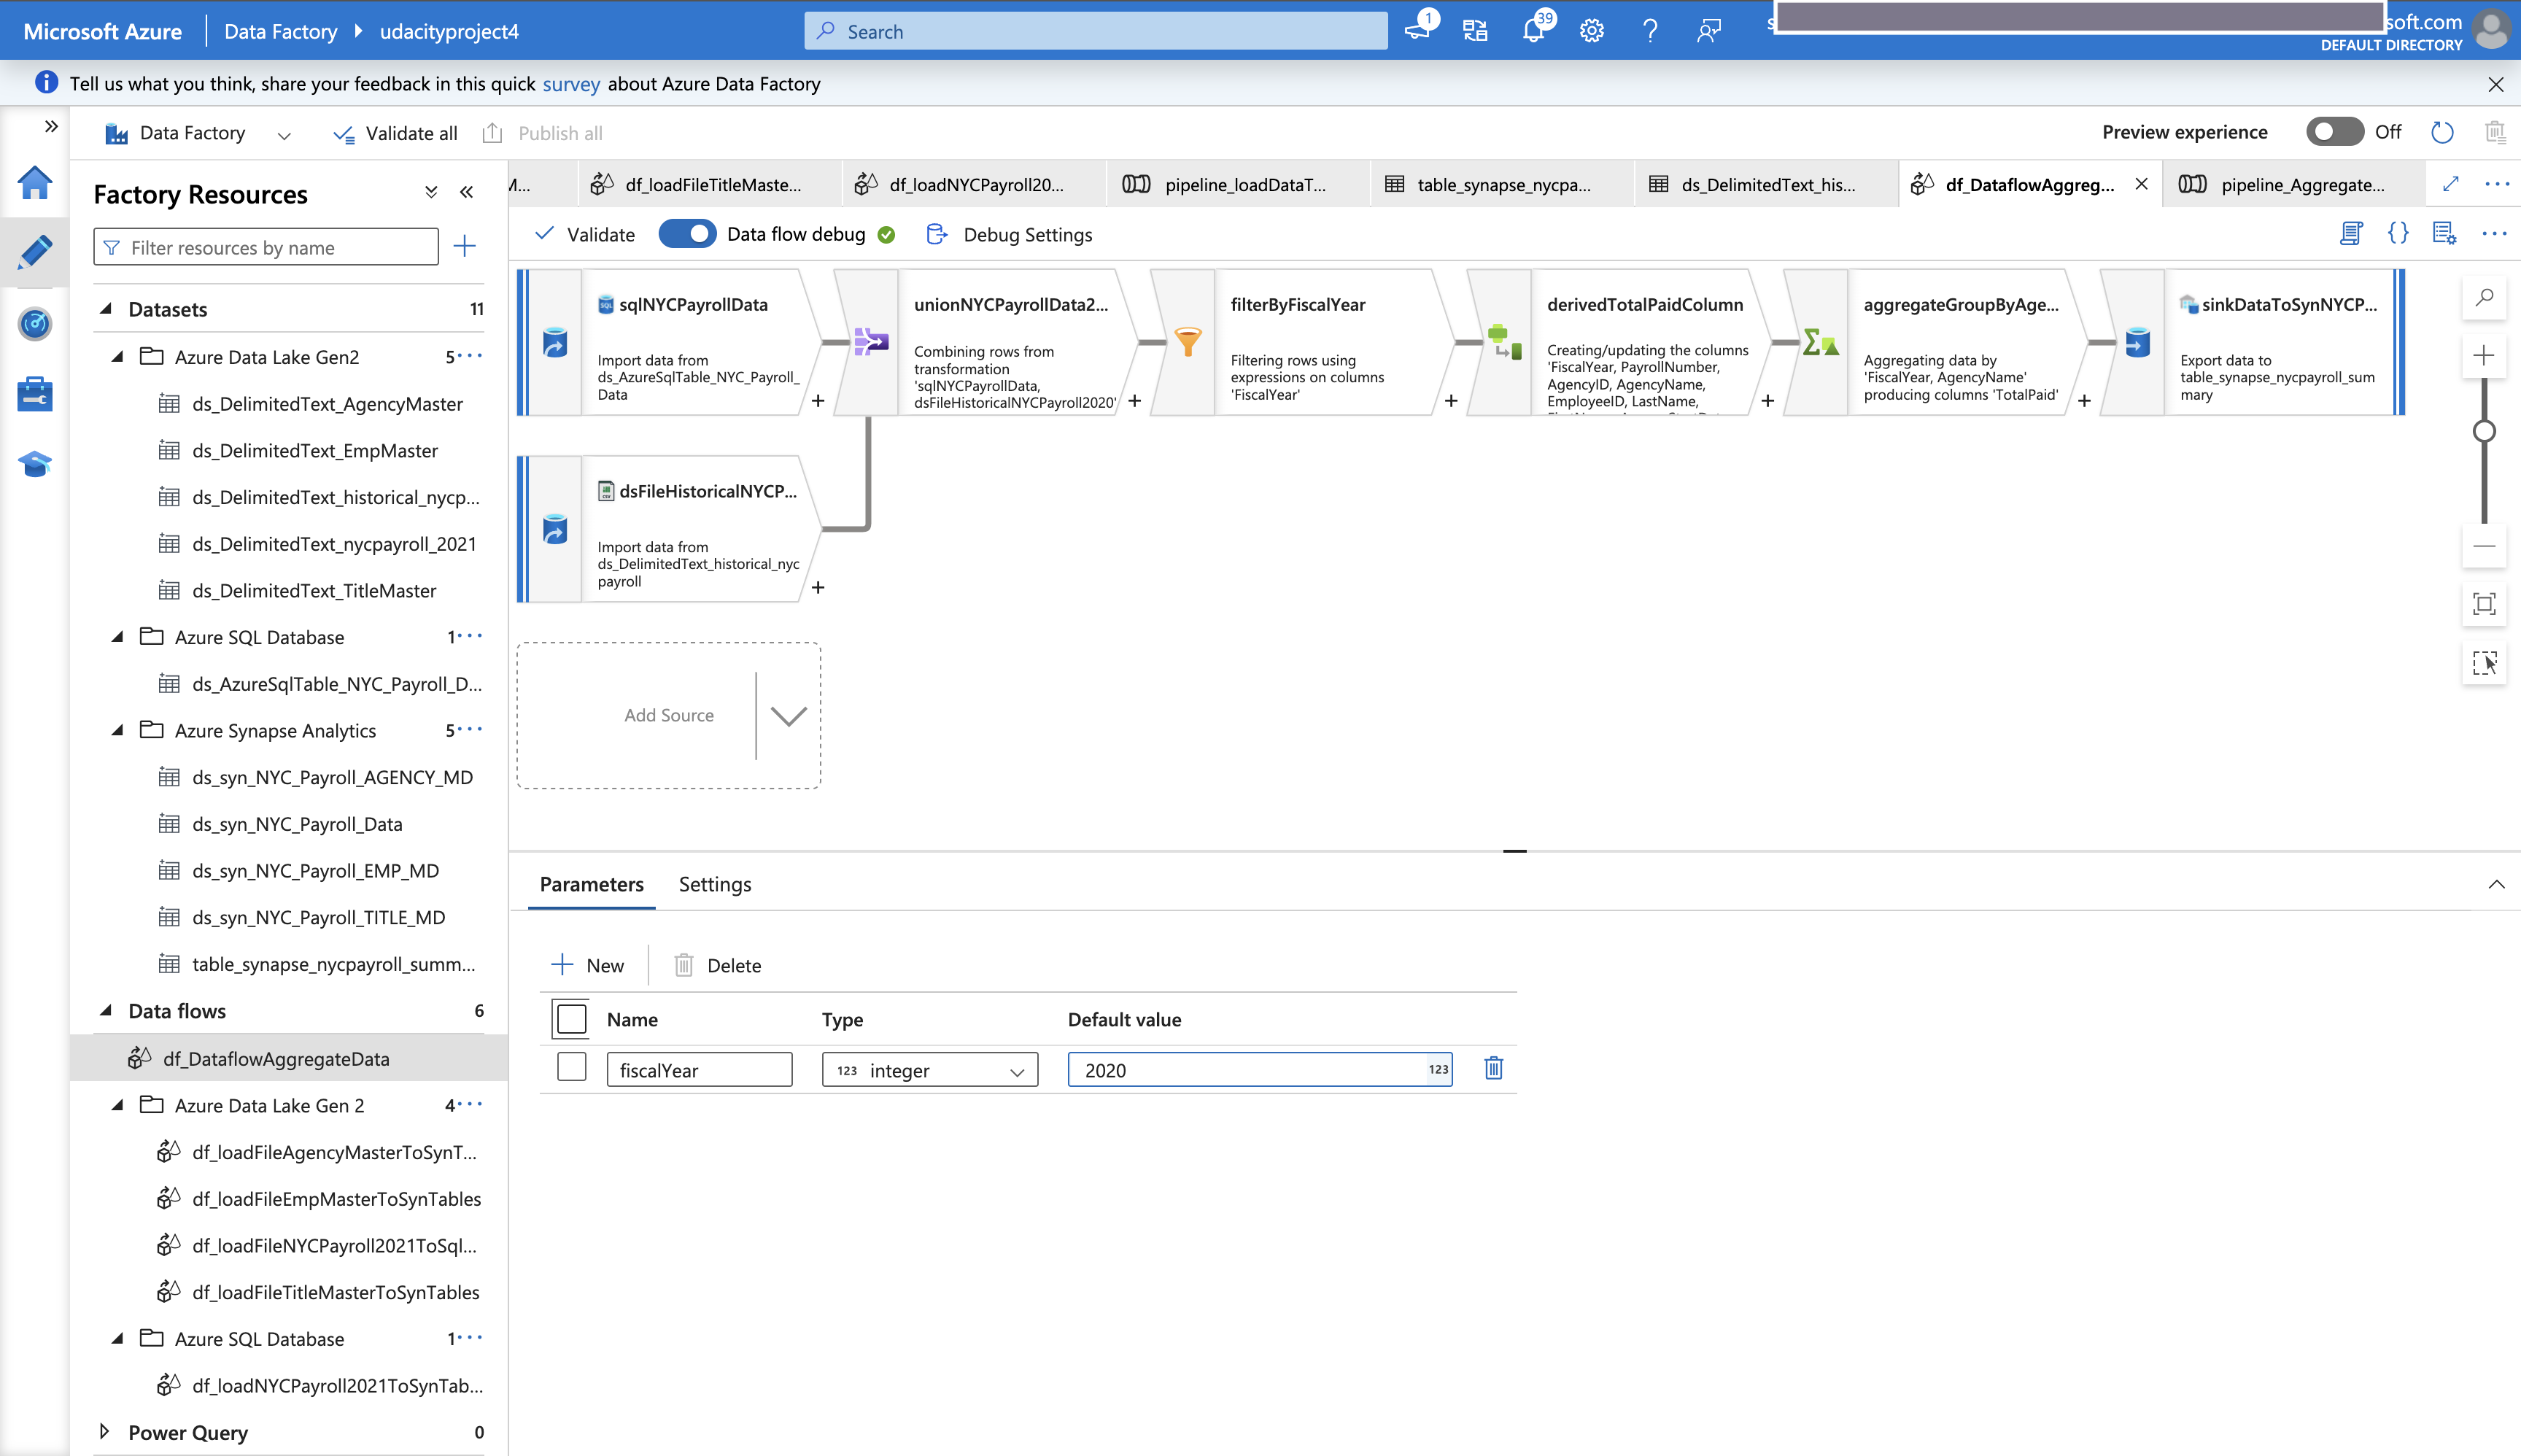 Microsoft Azure
Data Factory
udacityproject4
Search
1
39
soft.com
DEFAULT DIRECTORY
Tell us what you think, share your feedback in this quick survey about Azure Data Factory
Data Factory
Validate all
Publish all
Preview experience
Off
Factory Resources
Filter resources by name
Datasets 11
Azure Data Lake Gen2 5
ds_DelimitedText_AgencyMaster
ds_DelimitedText_EmpMaster
ds_DelimitedText_historical_nycp...
ds_DelimitedText_nycpayroll_2021
ds_DelimitedText_TitleMaster
Azure SQL Database 1
ds_AzureSqlTable_NYC_Payroll_D...
Azure Synapse Analytics 5
ds_syn_NYC_Payroll_AGENCY_MD
ds_syn_NYC_Payroll_Data
ds_syn_NYC_Payroll_EMP_MD
ds_syn_NYC_Payroll_TITLE_MD
table_synapse_nycpayroll_summ...
Data flows 6
df_DataflowAggregateData
Azure Data Lake Gen 2 4
df_loadFileAgencyMasterToSynT...
df_loadFileEmpMasterToSynTables
df_loadFileNYCPayroll2021ToSql...
df_loadFileTitleMasterToSynTables
Azure SQL Database 1
df_loadNYCPayroll2021ToSynTab...
Power Query 0
M...
df_loadFileTitleMaste...
df_loadNYCPayroll20...
pipeline_loadDataT...
table_synapse_nycpa...
ds_DelimitedText_his...
df_DataflowAggreg...
pipeline_Aggregate...
Validate
Data flow debug
Debug Settings
sqlNYCPayrollData
Import data from
ds_AzureSqlTable_NYC_Payroll_
Data
unionNYCPayrollData2...
Combining rows from
transformation
'sqlNYCPayrollData,
dsFileHistoricalNYCPayroll2020'
filterByFiscalYear
Filtering rows using
expressions on columns
'FiscalYear'
derivedTotalPaidColumn
Creating/updating the columns
'FiscalYear, PayrollNumber,
AgencyID, AgencyName,
EmployeeID, LastName,
aggregateGroupByAge...
Aggregating data by
'FiscalYear, AgencyName'
producing columns 'TotalPaid'
sinkDataToSynNYCP...
Export data to
table_synapse_nycpayroll_sum
mary
dsFileHistoricalNYCP...
Import data from
ds_DelimitedText_historical_nyc
payroll
Add Source
Parameters
Settings
New
Delete
Name Type Default value
fiscalYear 123 integer 2020 123